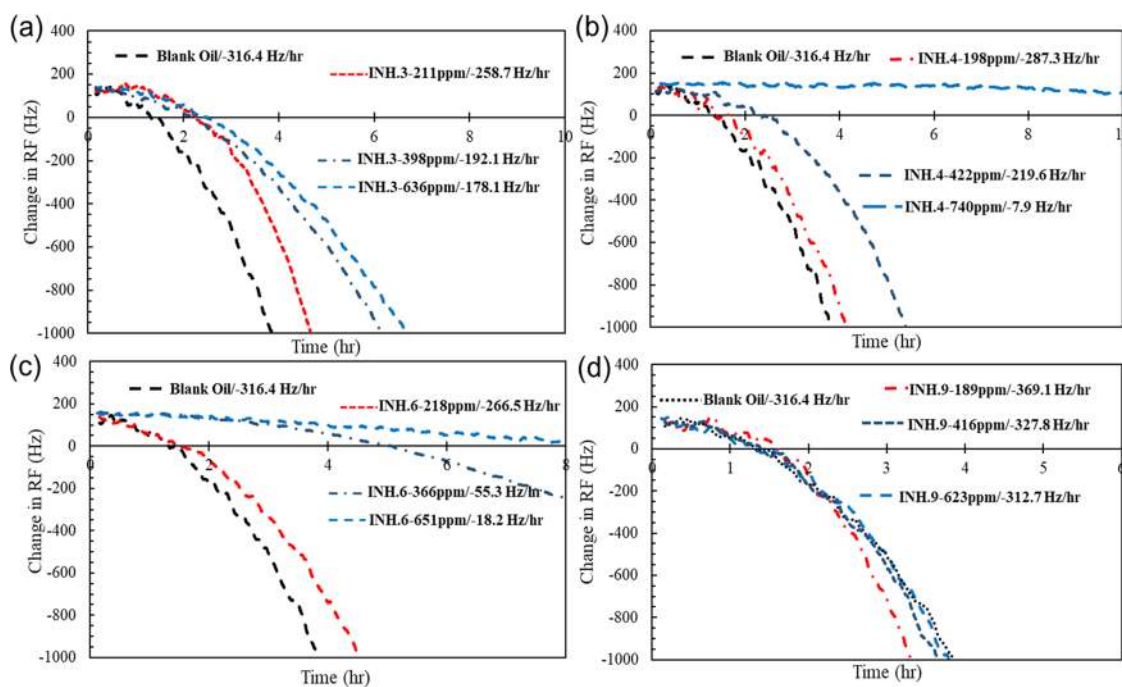 (a)
400
200
0
-200
-400
-600
-800
-1000
Change in RF (Hz)
Blank Oil/-316.4 Hz/hr
INH.3-211ppm/-258.7 Hz/hr
0 2 4 6 8 10
INH.3-398ppm/-192.1 Hz/hr
INH.3-636ppm/-178.1 Hz/hr
Time (hr)
(b)
400
200
0
-200
-400
-600
-800
-1000
Change in RF (Hz)
Blank Oil/-316.4 Hz/hr
INH.4-198ppm/-287.3 Hz/hr
0 2 4 6 8 10
INH.4-422ppm/-219.6 Hz/hr
INH.4-740ppm/-7.9 Hz/hr
Time (hr)
(c)
400
200
0
-200
-400
-600
-800
-1000
Change in RF (Hz)
Blank Oil/-316.4 Hz/hr
INH.6-218ppm/-266.5 Hz/hr
0 2 4 6 8
INH.6-366ppm/-55.3 Hz/hr
INH.6-651ppm/-18.2 Hz/hr
Time (hr)
(d)
400
200
0
-200
-400
-600
-800
-1000
Change in RF (Hz)
Blank Oil/-316.4 Hz/hr
INH.9-189ppm/-369.1 Hz/hr
INH.9-416ppm/-327.8 Hz/hr
0 1 2 3 4 5 6
INH.9-623ppm/-312.7 Hz/hr
Time (hr)